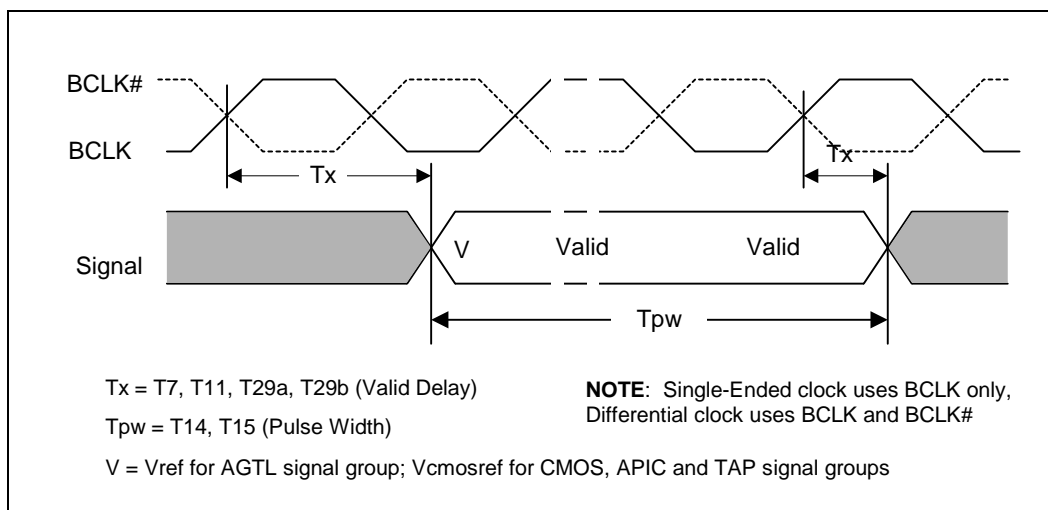 BCLK#
BCLK
Tx
Tx
Signal
V
Valid
Valid
Tpw
Tx = T7, T11, T29a, T29b (Valid Delay)
Tpw = T14, T15 (Pulse Width)
V = Vref for AGTL signal group; Vcmosref for CMOS, APIC and TAP signal groups
NOTE: Single-Ended clock uses BCLK only,
Differential clock uses BCLK and BCLK#